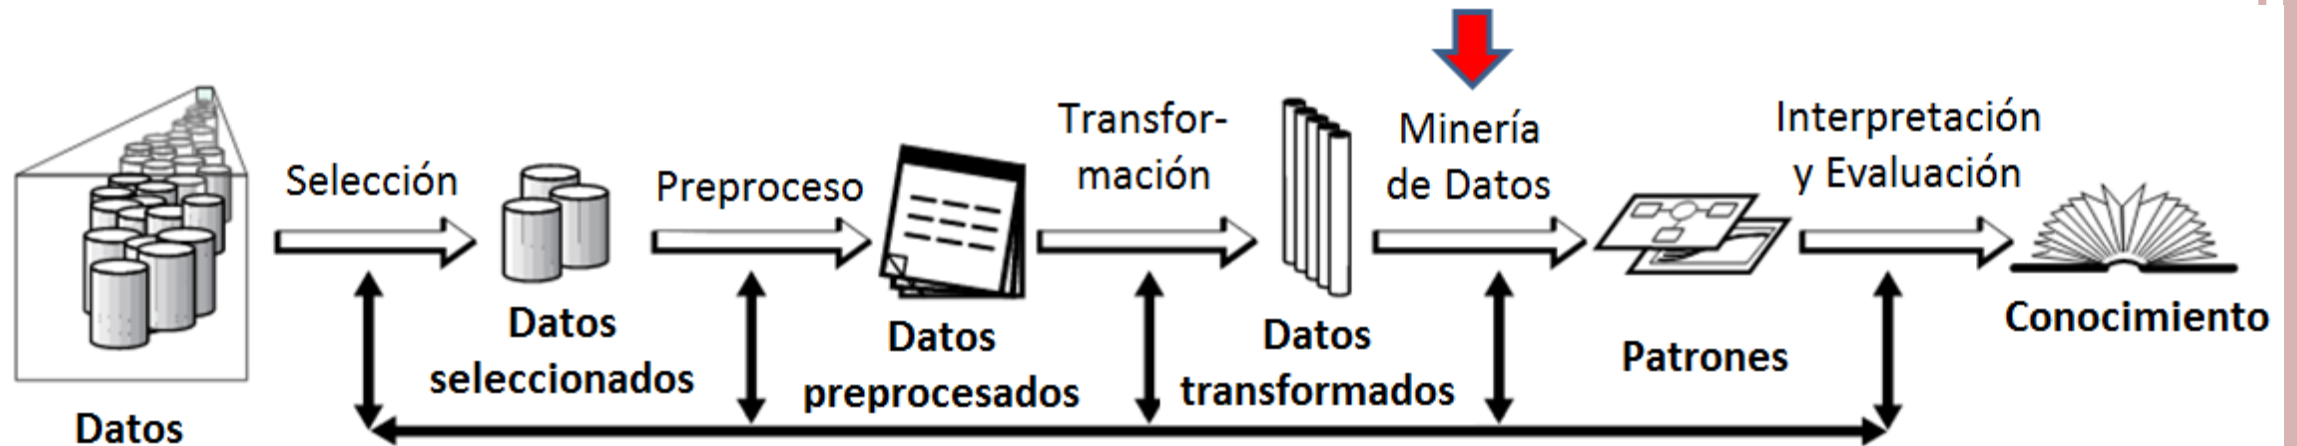 Datos
Selección
Datos
seleccionados
Preproceso
Datos
preprocesados
Transfor-
mación
Datos
transformados
Minería
de Datos
Patrones
Interpretación
y Evaluación
Conocimiento